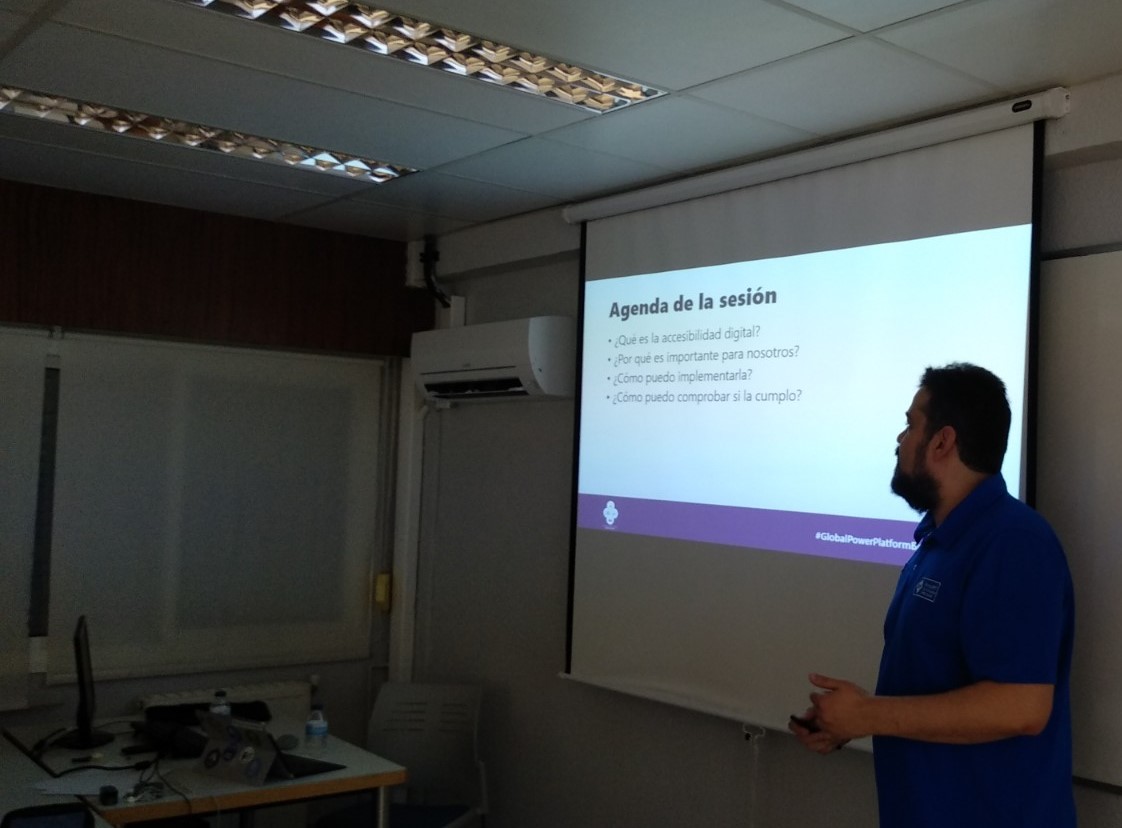 Agenda de la sesión
• ¿Qué es la accesibilidad digital?
• ¿Por qué es importante para nosotros?
• ¿Cómo puedo implementarla?
• ¿Cómo puedo comprobar si la cumplo?
#GlobalPowerPlatform